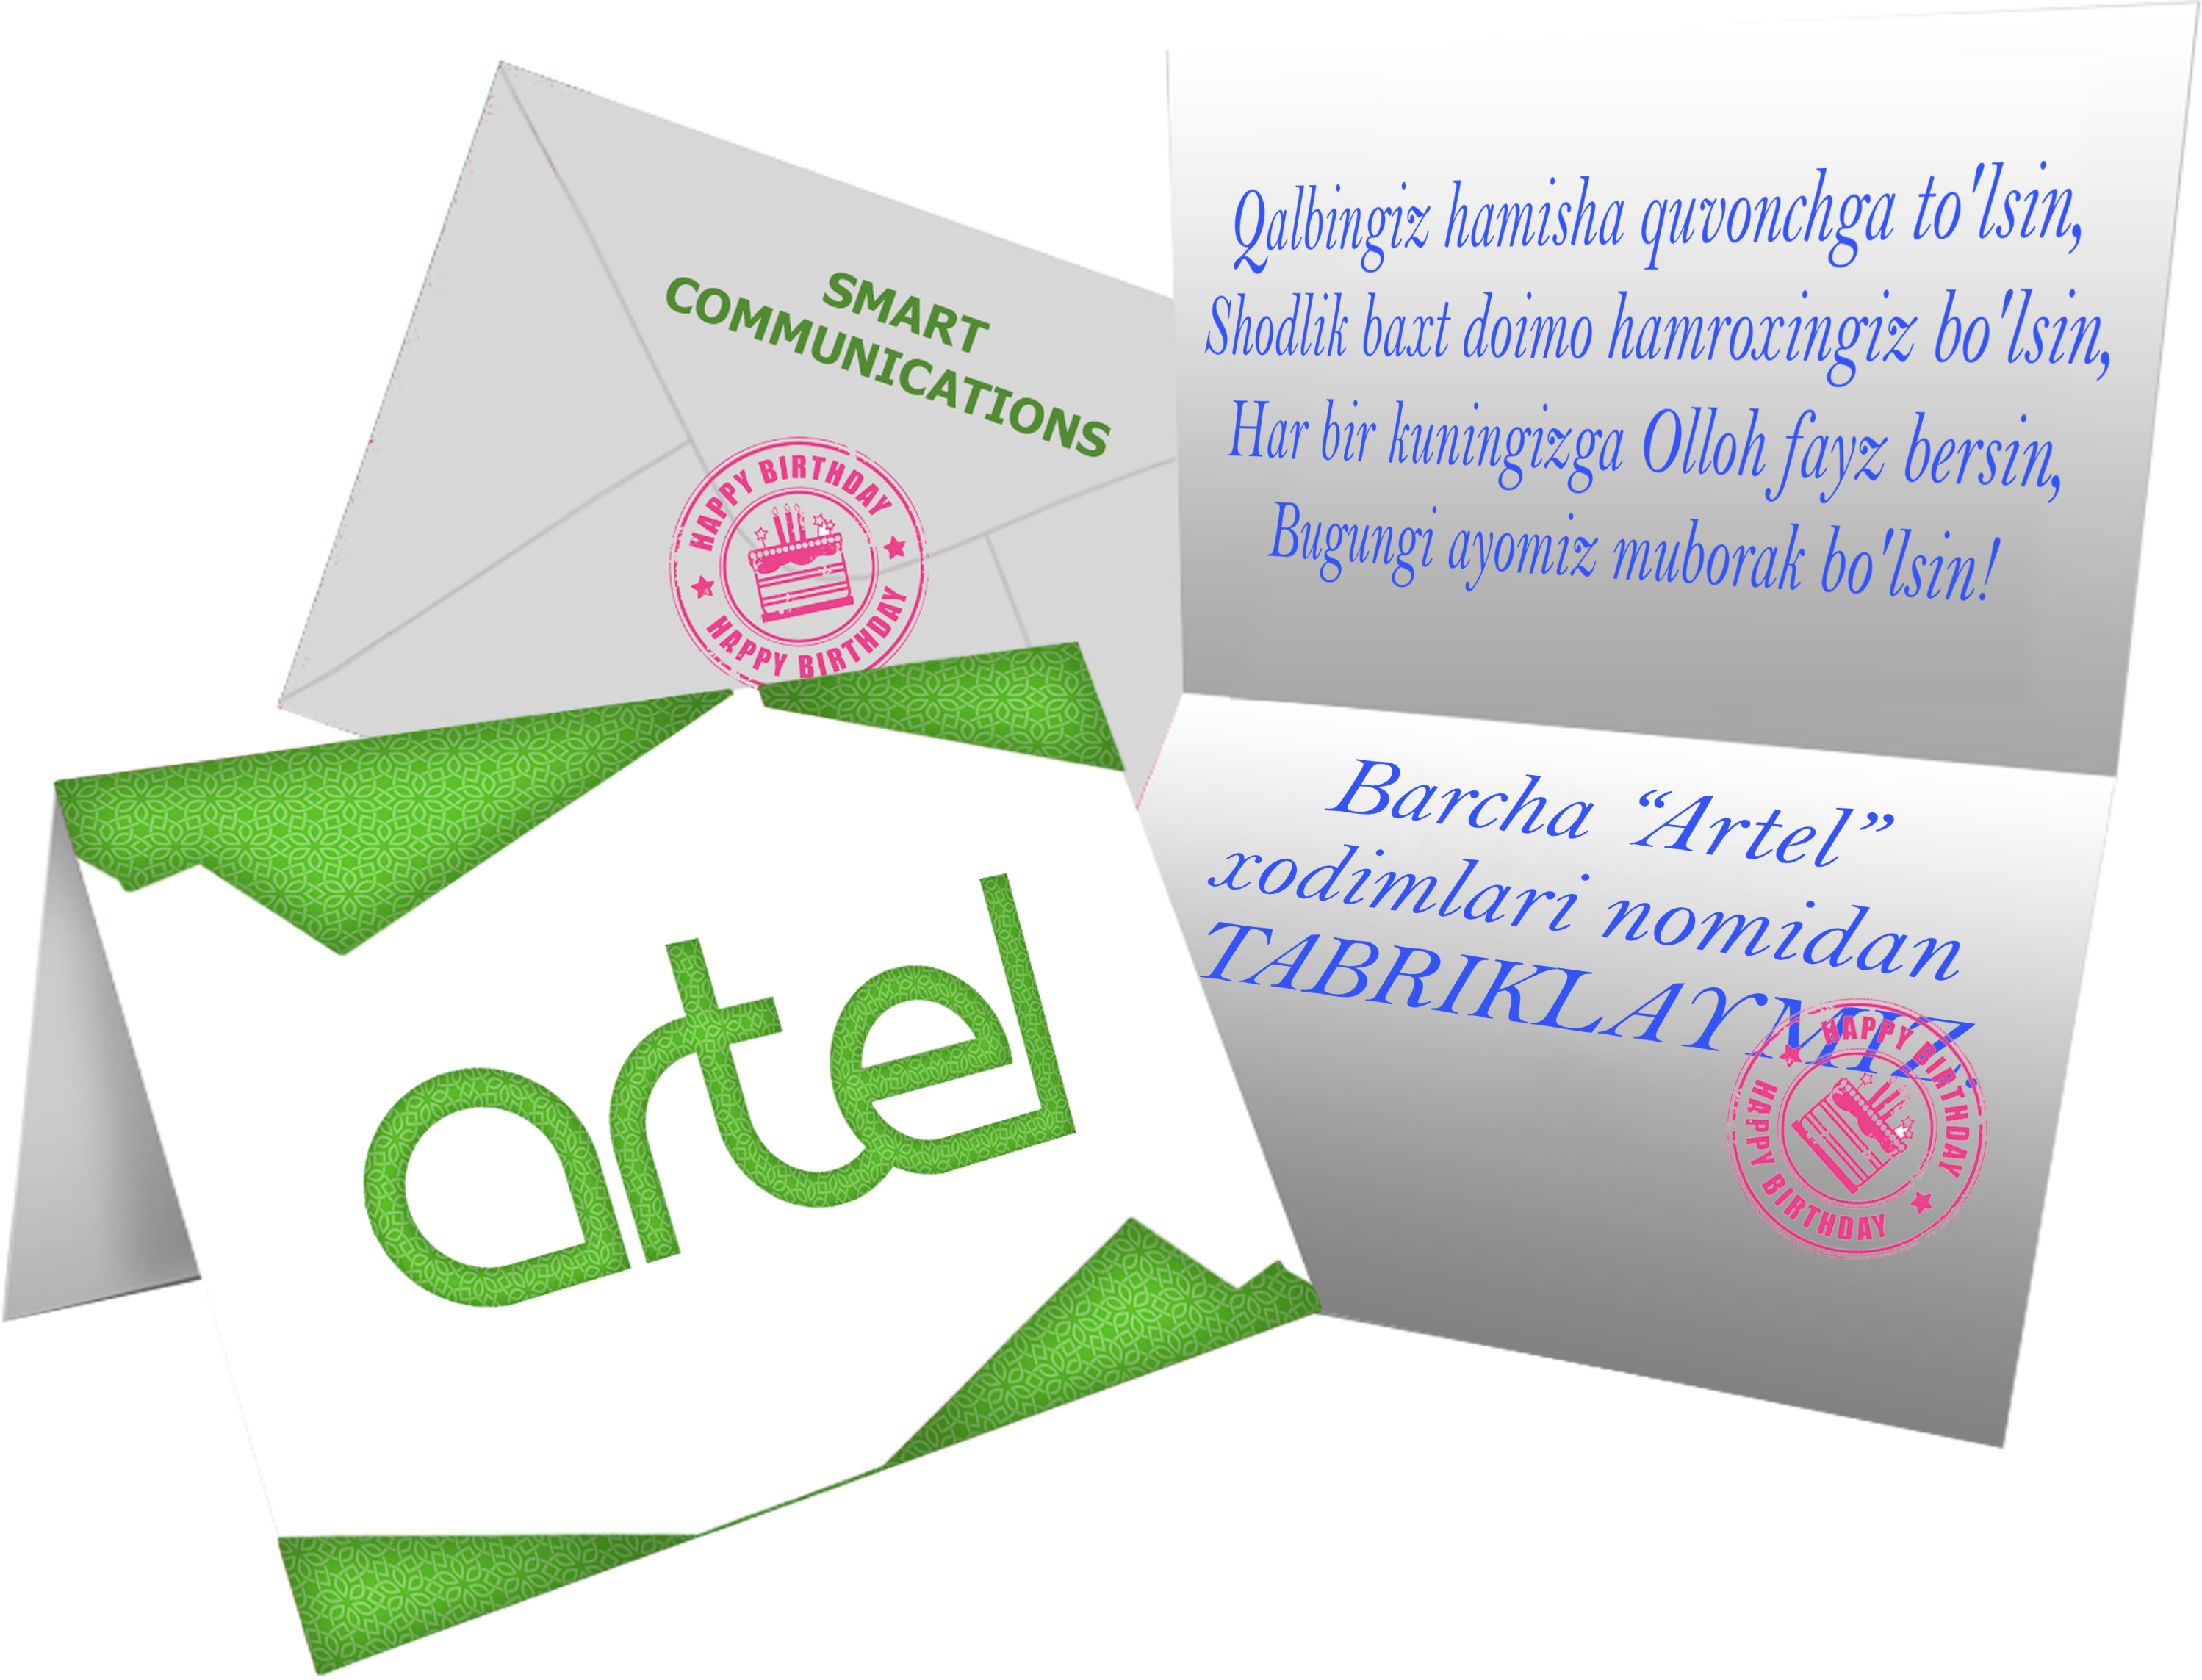 SMART
COMMUNICATIONS
HAPPY BIRTHDAY
HAPPY BIRTHDAY
Qalbingiz hamisha quvonchga to'lsin,
Shodlik baxt doimo hamroxingiz bo'lsin,
Har bir kuningizga Olloh fayz bersin,
Bugungi ayomiz muborak bo'lsin!
artel
Barcha “Artel”
xodimlari nomidan
TABRIKLAYMIZ.
HAPPY BIRTHDAY
HAPPY BIRTHDAY